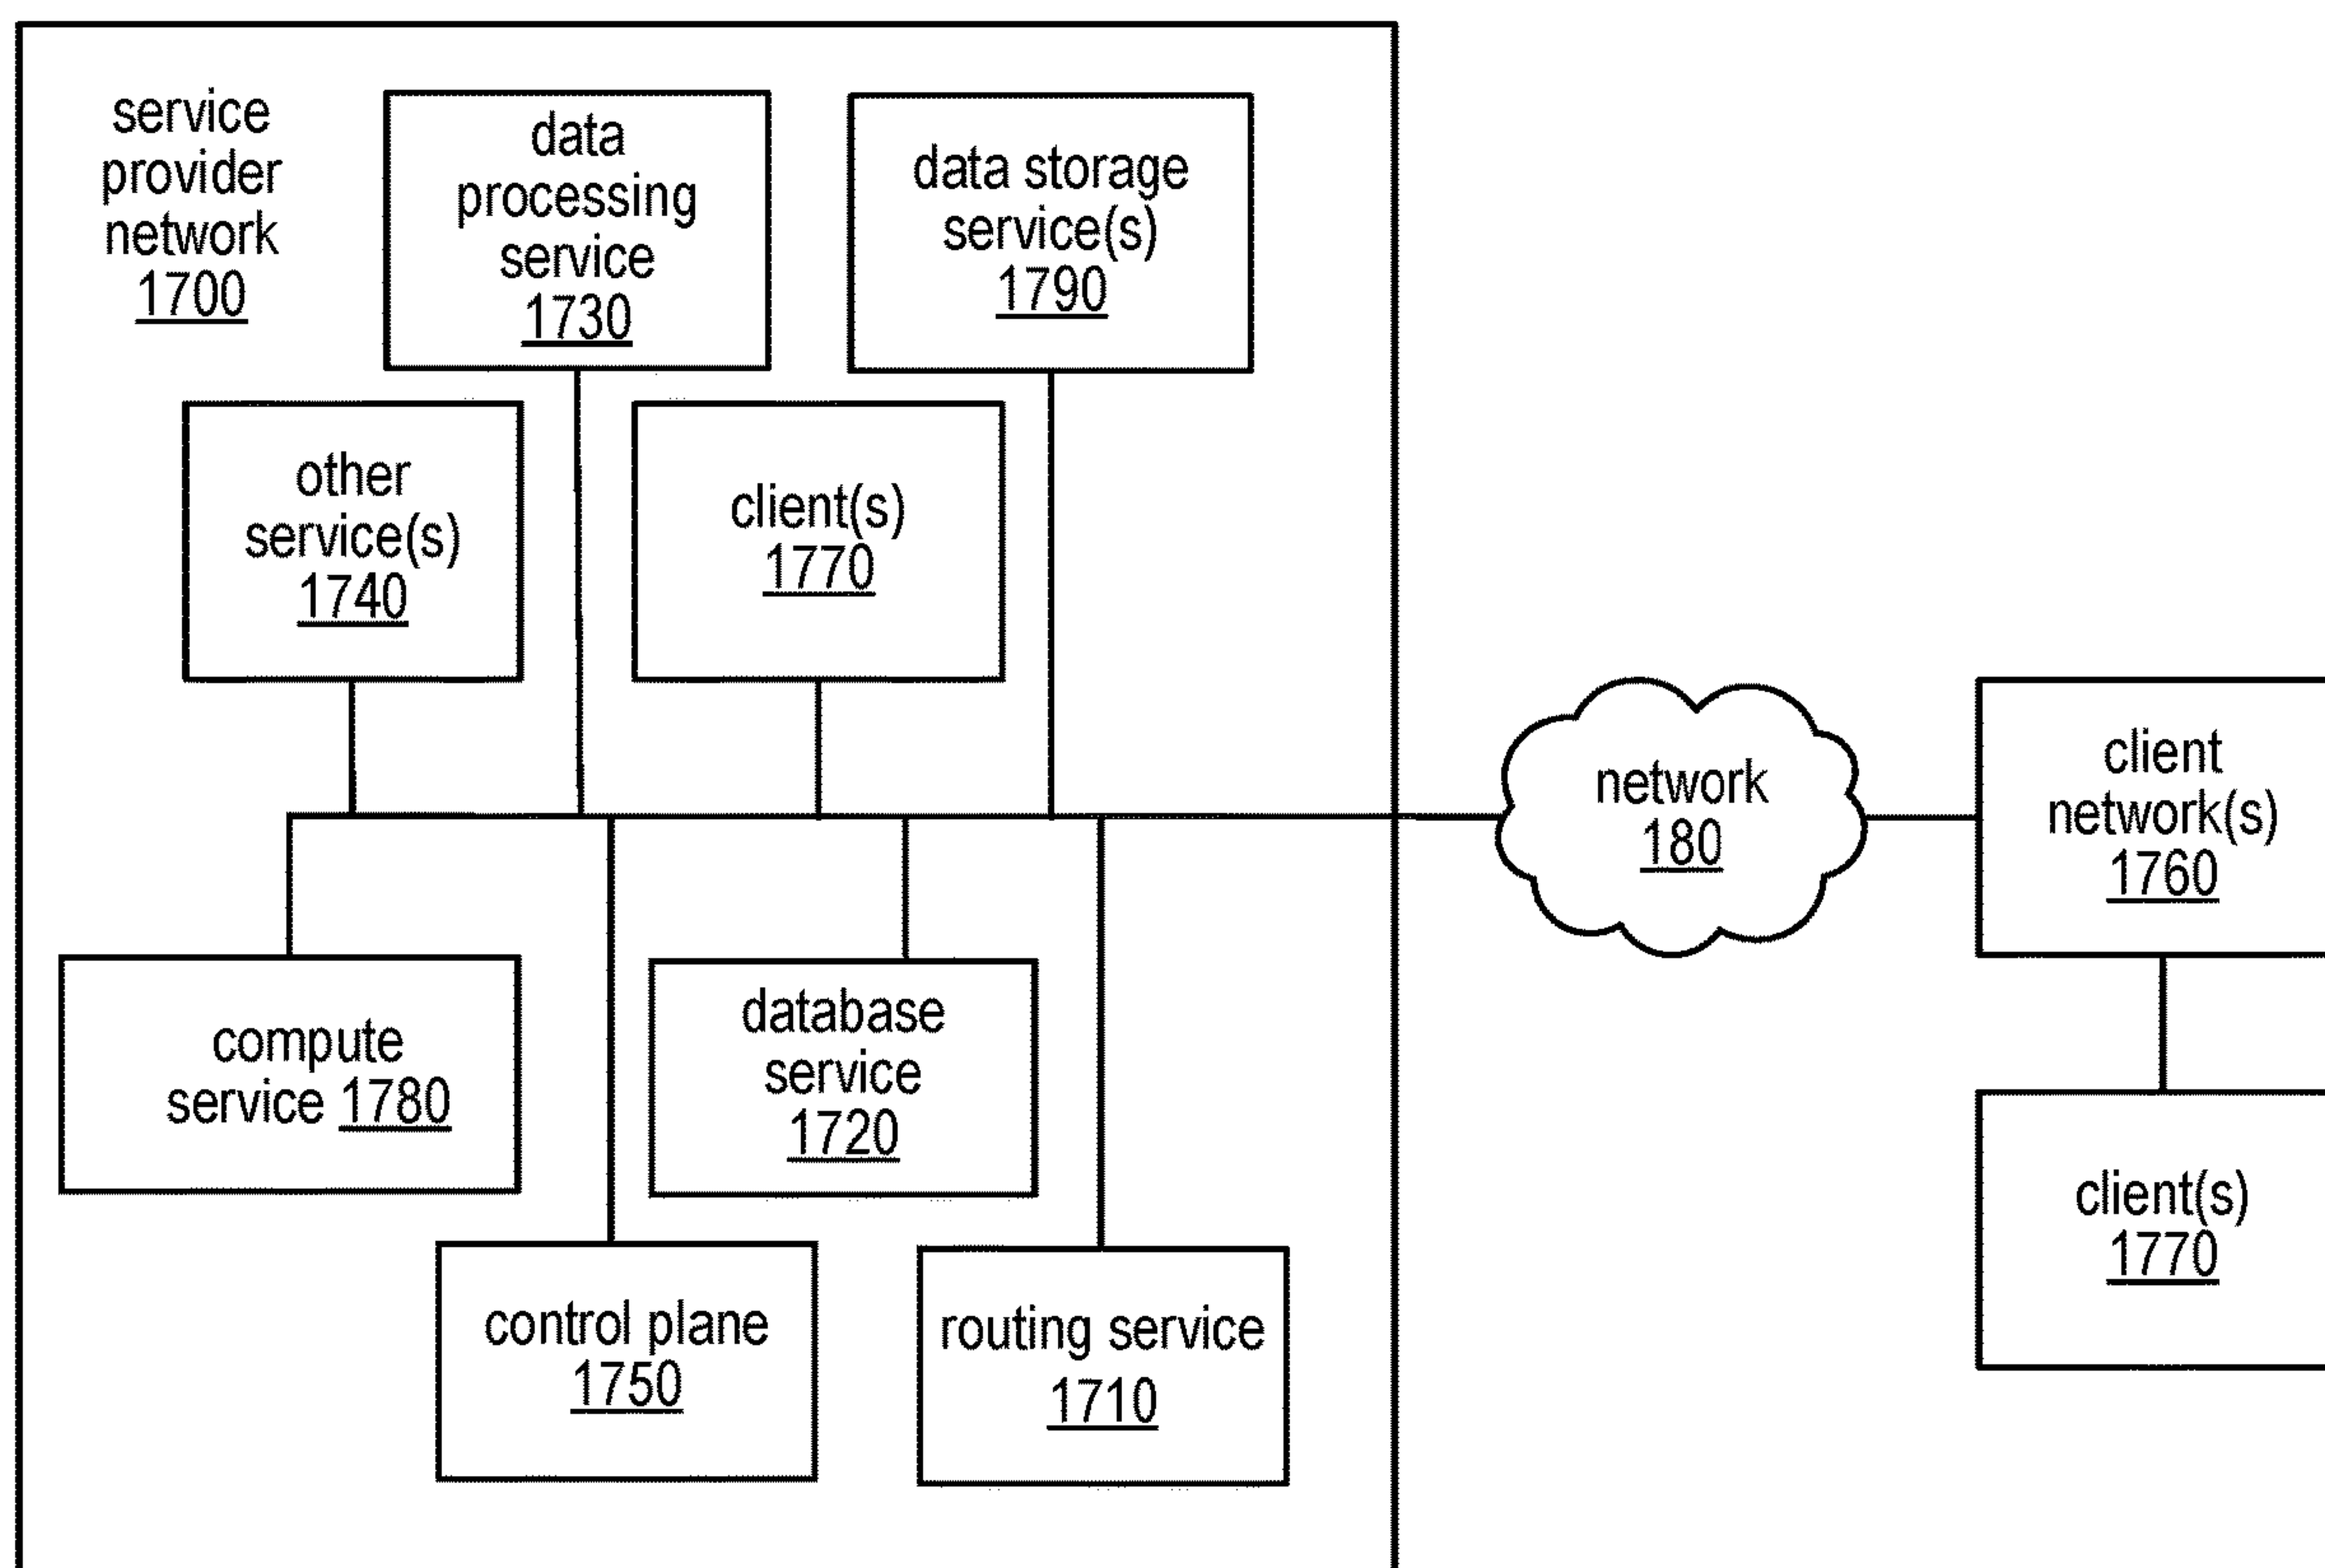 service
provider
network
1700
data
processing
service
1730
data storage
service(s)
1790
other
service(s)
1740
client(s)
1770
network
180
client
network(s)
1760
compute
service 1780
database
service
1720
client(s)
1770
control plane
1750
routing service
1710